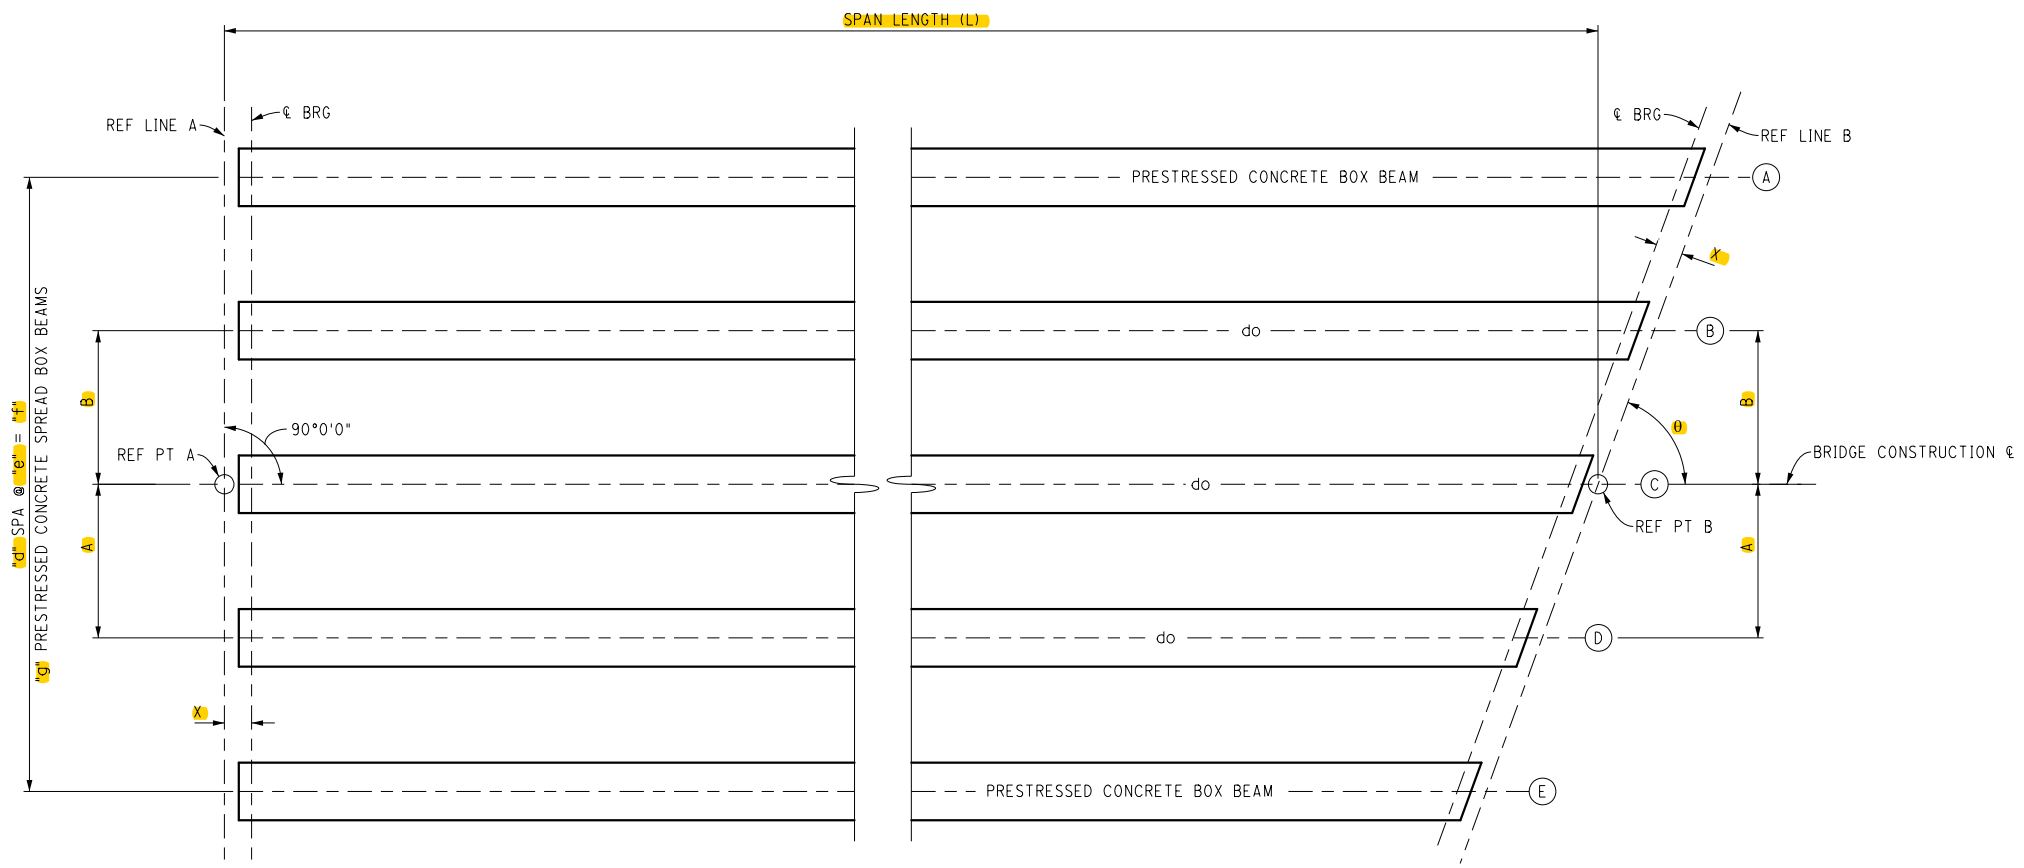 SPAN LENGTH (L)
℄ BRG
REF LINE A
℄ BRG
REF LINE B
PRESTRESSED CONCRETE BOX BEAM
A
X
do
B
"d" SPA @ "e" = "f"
"g" PRESTRESSED CONCRETE SPREAD BOX BEAMS
B
B
90°0'0"
θ
REF PT A
BRIDGE CONSTRUCTION ℄
do
C
REF PT B
A
A
do
D
X
PRESTRESSED CONCRETE BOX BEAM
E